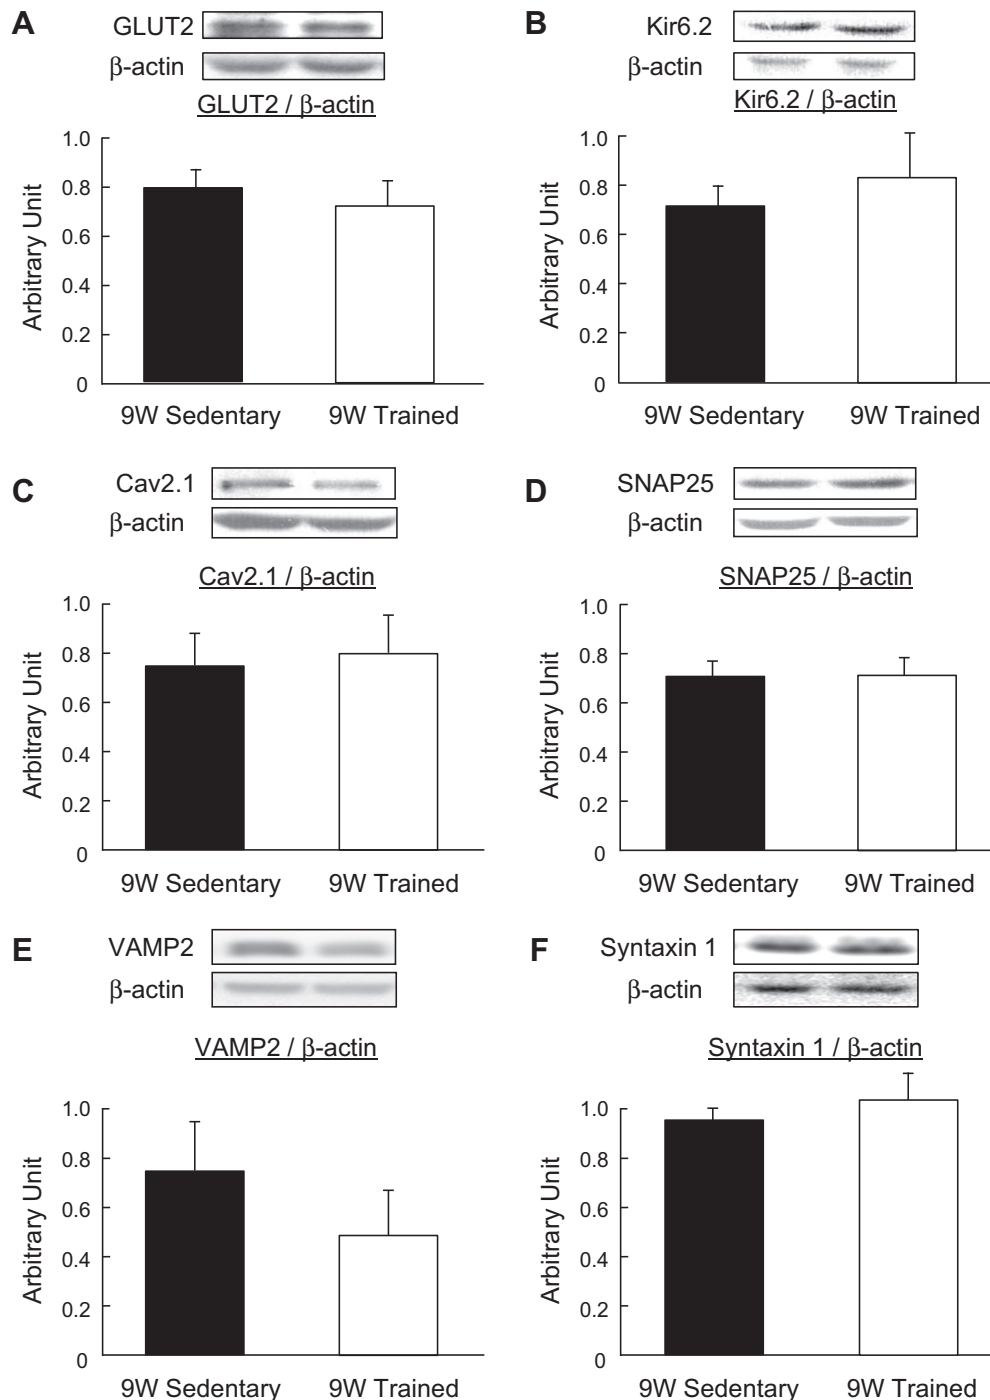 A
GLUT2
β-actin
GLUT2 / β-actin
Arbitrary Unit
1.0
0.8
0.6
0.4
0.2
0
9W Sedentary 9W Trained
B
Kir6.2
β-actin
Kir6.2 / β-actin
Arbitrary Unit
1.0
0.8
0.6
0.4
0.2
0
9W Sedentary 9W Trained
C
Cav2.1
β-actin
Cav2.1 / β-actin
Arbitrary Unit
1.0
0.8
0.6
0.4
0.2
0
9W Sedentary 9W Trained
D
SNAP25
β-actin
SNAP25 / β-actin
Arbitrary Unit
1.0
0.8
0.6
0.4
0.2
0
9W Sedentary 9W Trained
E
VAMP2
β-actin
VAMP2 / β-actin
Arbitrary Unit
1.0
0.8
0.6
0.4
0.2
0
9W Sedentary 9W Trained
F
Syntaxin 1
β-actin
Syntaxin 1 / β-actin
Arbitrary Unit
1.0
0.8
0.6
0.4
0.2
0
9W Sedentary 9W Trained